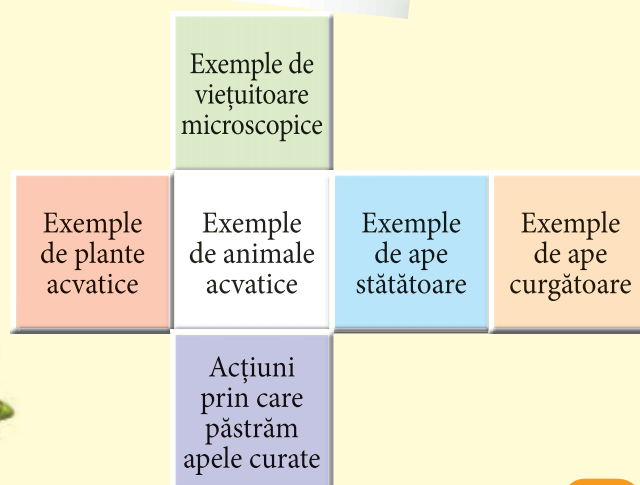 Exemple de
viețuitoare
microscopice
Exemple
de plante
acvatice
Exemple
de animale
acvatice
Exemple
de ape
stătătoare
Exemple
de ape
curgătoare
Acțiuni
prin care
păstrăm
apele curate